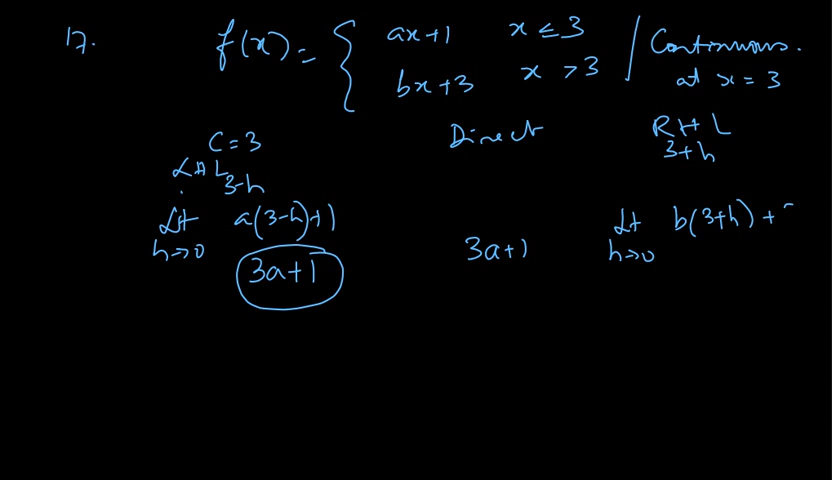 17. f(x) = { ax+1 x ≤ 3 / Continuous.
bx+3 x > 3 at x = 3
C = 3 Direct RHL
LHL 3-h 3+h
Lt h→0 a(3-h)+1 3a+1 Lt h→0 b(3+h)+
3a+1